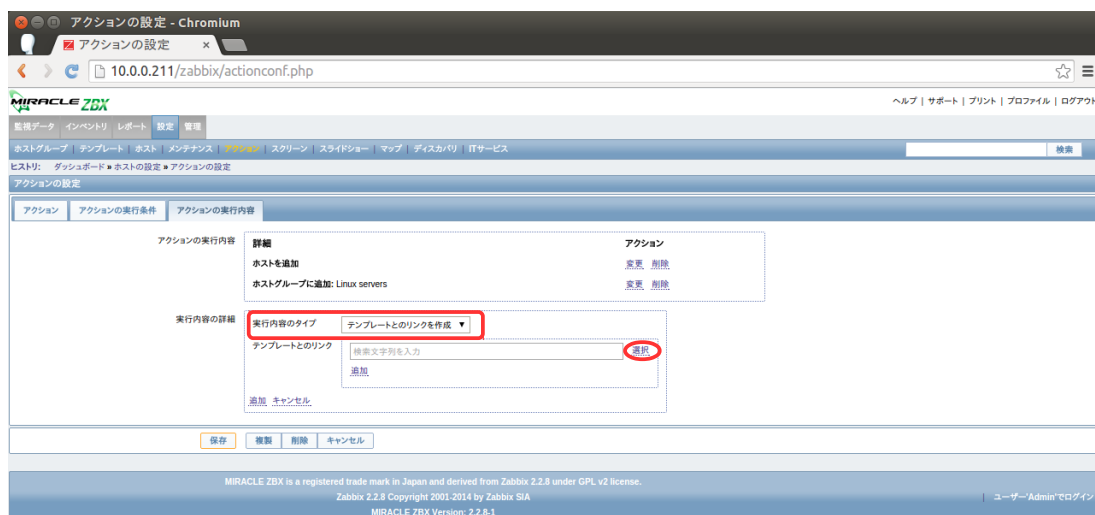 アクションの設定 - Chromium
アクションの設定 ×
10.0.0.211/zabbix/actionconf.php
MIRACLE ZBX
ヘルプ | サポート | プリント | プロファイル | ログアウト
監視データ インベントリ レポート 設定 管理
ホストグループ | テンプレート | ホスト | メンテナンス | アクション | スクリーン | スライドショー | マップ | ディスカバリ | ITサービス
検索
ヒストリ: ダッシュボード » ホストの設定 » アクションの設定
アクションの設定
アクション アクションの実行条件 アクションの実行内容
アクションの実行内容
詳細 アクション
ホストを追加 変更 削除
ホストグループに追加: Linux servers 変更 削除
実行内容の詳細
実行内容のタイプ テンプレートとのリンクを作成 ▼
テンプレートとのリンク 検索文字列を入力 選択
追加
追加 キャンセル
保存 複製 削除 キャンセル
MIRACLE ZBX is a registered trade mark in Japan and derived from Zabbix 2.2.8 under GPL v2 license.
Zabbix 2.2.8 Copyright 2001-2014 by Zabbix SIA
| ユーザー'Admin'でログイン
MIRACLE ZBX Version: 2.2.8-1